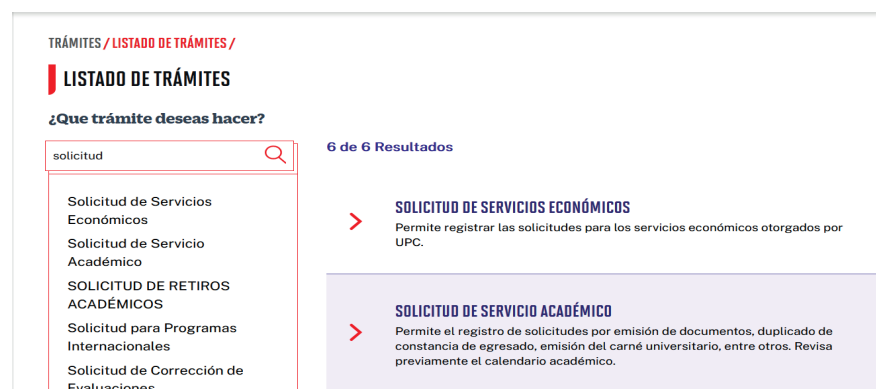 TRÁMITES / LISTADO DE TRÁMITES /
LISTADO DE TRÁMITES
¿Que trámite deseas hacer?
solicitud
Solicitud de Servicios
Económicos
Solicitud de Servicio
Académico
SOLICITUD DE RETIROS
ACADÉMICOS
Solicitud para Programas
Internacionales
Solicitud de Corrección de
Evaluaciones
6 de 6 Resultados
SOLICITUD DE SERVICIOS ECONÓMICOS
Permite registrar las solicitudes para los servicios económicos otorgados por
UPC.
SOLICITUD DE SERVICIO ACADÉMICO
Permite el registro de solicitudes por emisión de documentos, duplicado de
constancia de egresado, emisión del carné universitario, entre otros. Revisa
previamente el calendario académico.